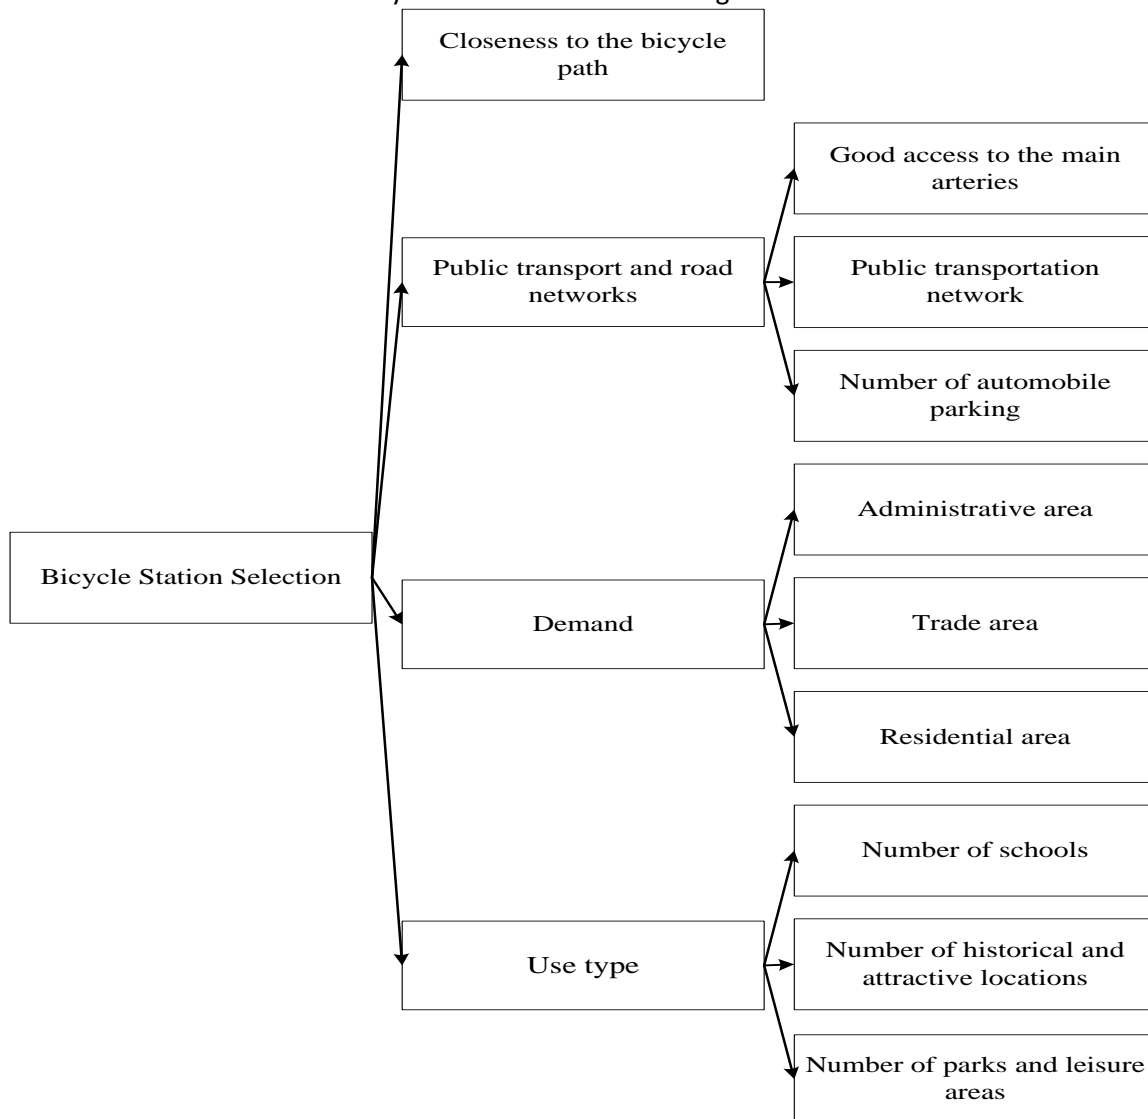 Closeness to the bicycle
path
Good access to the main
arteries
Public transport and road
networks
Public transportation
network
Number of automobile
parking
Administrative area
Bicycle Station Selection
Demand
Trade area
Residential area
Number of schools
Use type
Number of historical and
attractive locations
Number of parks and leisure
areas